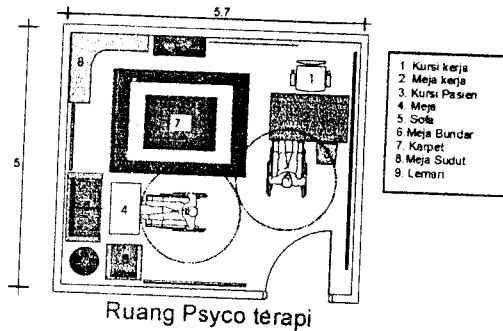 5.7
5
8
1
7
4
1 Kursi kerja
2 Meja kerja
3. Kursi Pasien
4. Meja
5. Sofa
6. Meja Bundar
7. Karpet
8. Meja Sudut
9. Lemari
Ruang Psyco terapi